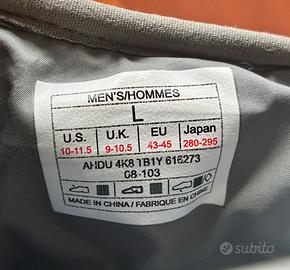 MEN'S/HOMMES
L
U.S. U.K. EU Japan
10-11.5 9-10.5 43-45 280-295
AHDU 4K8 TB1Y 616273
08-103
MADE IN CHINA / FABRIQUE EN CHINE
subito